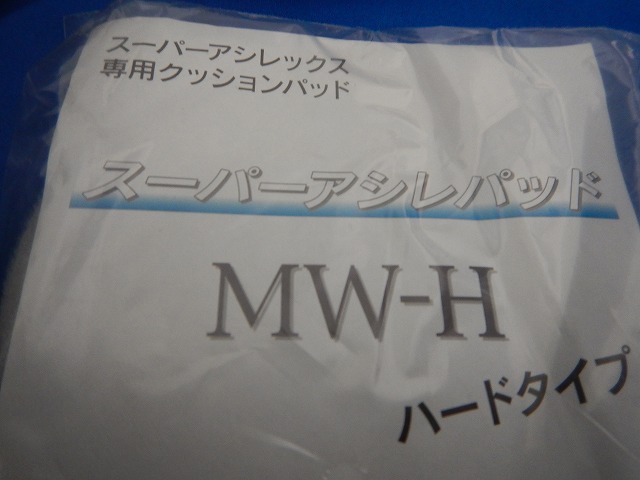 スーパーアシレックス
専用クッションパッド
スーパーアシレパッド
MW-H
ハードタイプ